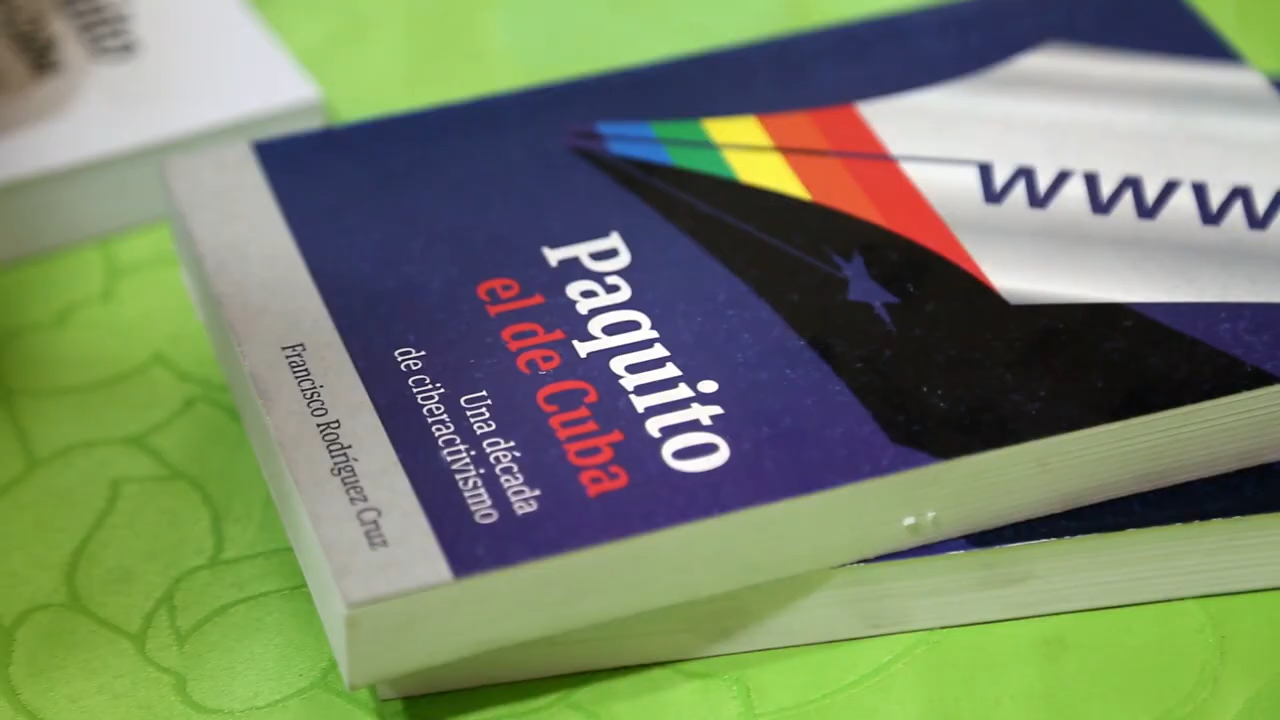 www
Paquito
el de Cuba
Una década
de ciberactivismo
Francisco Rodríguez Cruz